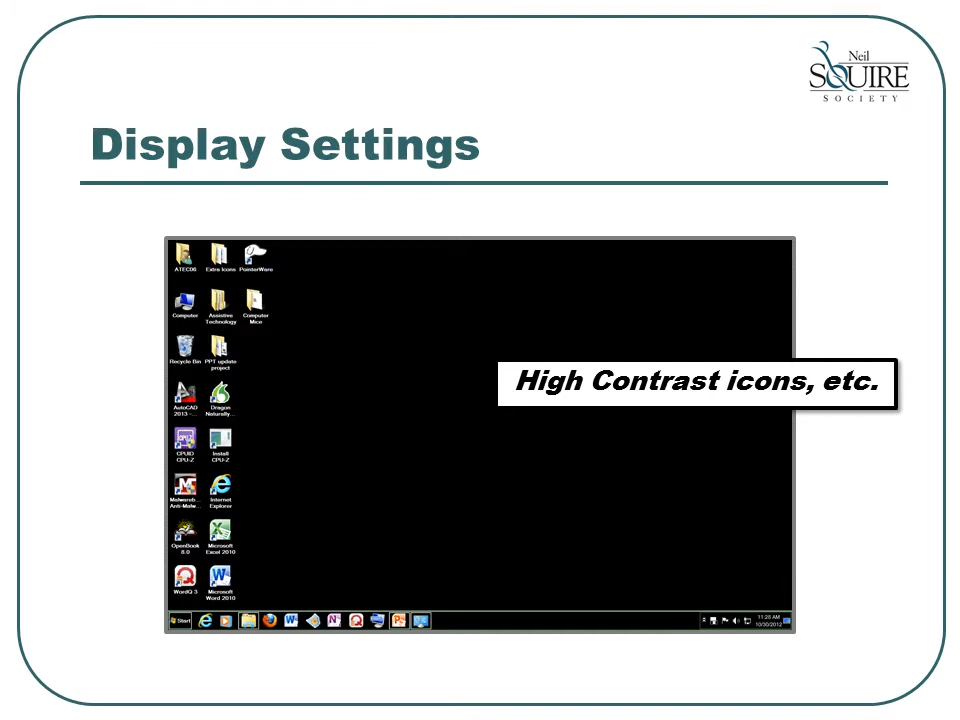 Neil
SQUIRE
SOCIETY
Display Settings
ATEC06 Extra Icons PointerWare
Computer Assistive Technology Computer Mice
Recycle Bin PPT update project
High Contrast icons, etc.
AutoCAD 2013 -... Dragon Naturally...
CPUID CPU-Z Install CPU-Z
Malwareb... Anti-Malw... Internet Explorer
OpenBook 8.0 Microsoft Excel 2010
WordQ 3 Microsoft Word 2010
Start 11:28 AM
10/30/2012